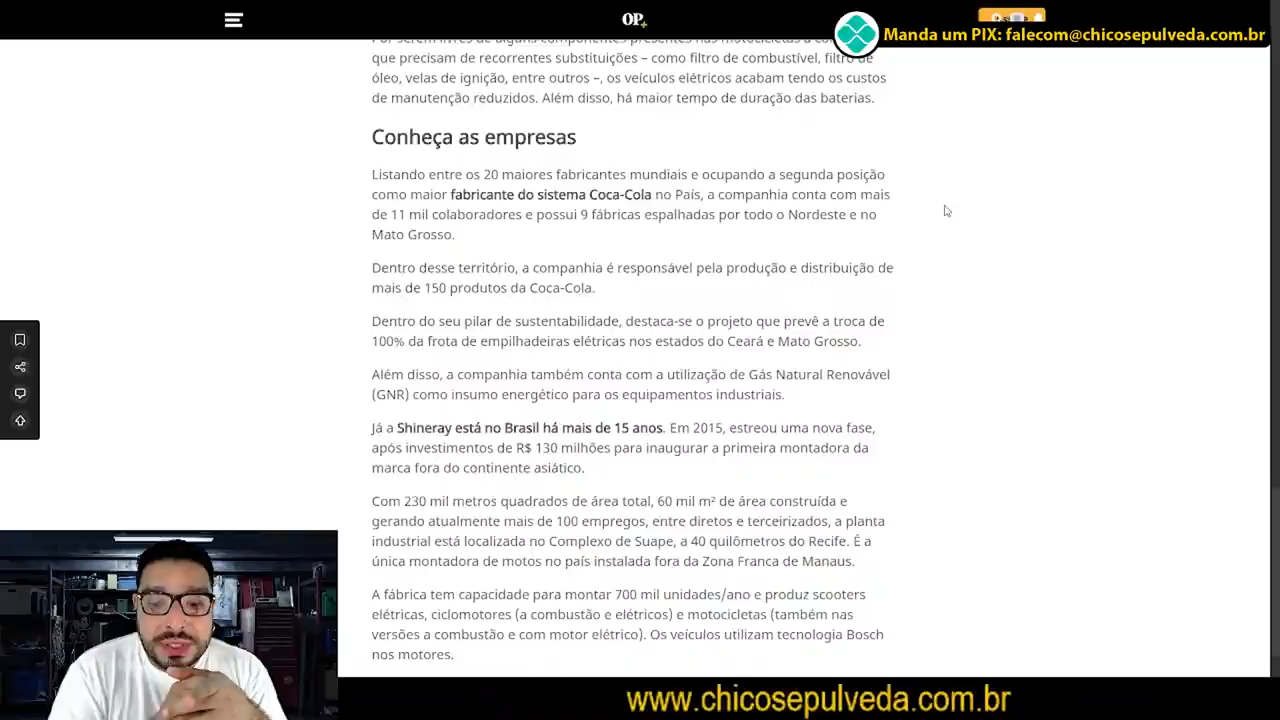 OP+
Manda um PIX: falecom@chicosepulveda.com.br
que precisam de recorrentes substituições – como filtro de combustível, filtro de
óleo, velas de ignição, entre outros –, os veículos elétricos acabam tendo os custos
de manutenção reduzidos. Além disso, há maior tempo de duração das baterias.
Conheça as empresas
Listando entre os 20 maiores fabricantes mundiais e ocupando a segunda posição
como maior fabricante do sistema Coca-Cola no País, a companhia conta com mais
de 11 mil colaboradores e possui 9 fábricas espalhadas por todo o Nordeste e no
Mato Grosso.
Dentro desse território, a companhia é responsável pela produção e distribuição de
mais de 150 produtos da Coca-Cola.
Dentro do seu pilar de sustentabilidade, destaca-se o projeto que prevê a troca de
100% da frota de empilhadeiras elétricas nos estados do Ceará e Mato Grosso.
Além disso, a companhia também conta com a utilização de Gás Natural Renovável
(GNR) como insumo energético para os equipamentos industriais.
Já a Shineray está no Brasil há mais de 15 anos. Em 2015, estreou uma nova fase,
após investimentos de R$ 130 milhões para inaugurar a primeira montadora da
marca fora do continente asiático.
Com 230 mil metros quadrados de área total, 60 mil m² de área construída e
gerando atualmente mais de 100 empregos, entre diretos e terceirizados, a planta
industrial está localizada no Complexo de Suape, a 40 quilômetros do Recife. É a
única montadora de motos no país instalada fora da Zona Franca de Manaus.
A fábrica tem capacidade para montar 700 mil unidades/ano e produz scooters
elétricas, ciclomotores (a combustão e elétricos) e motocicletas (também nas
versões a combustão e com motor elétrico). Os veículos utilizam tecnologia Bosch
nos motores.
www.chicosepulveda.com.br